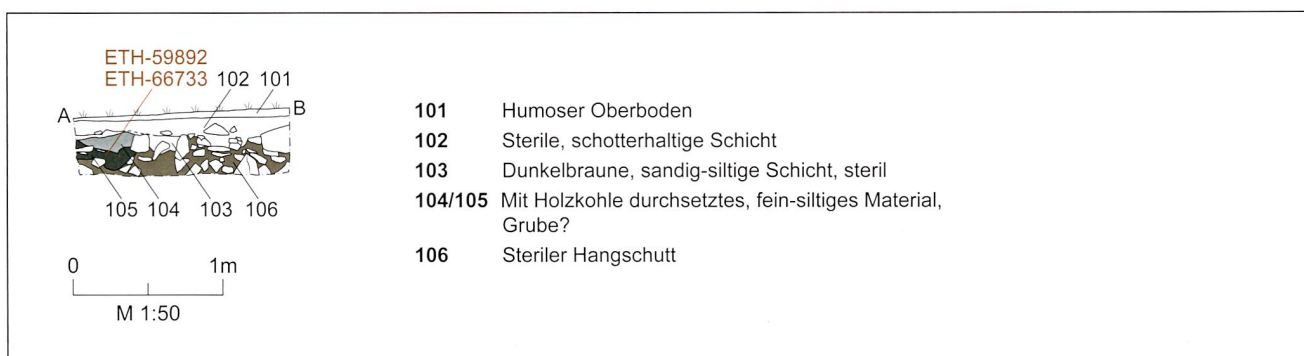 ETH-59892
ETH-66733 102 101
A B
105 104 103 106
0 1m
M 1:50
101 Humoser Oberboden
102 Sterile, schotterhaltige Schicht
103 Dunkelbraune, sandig-siltige Schicht, steril
104/105 Mit Holzkohle durchsetztes, fein-siltiges Material,
Grube?
106 Steriler Hangschutt